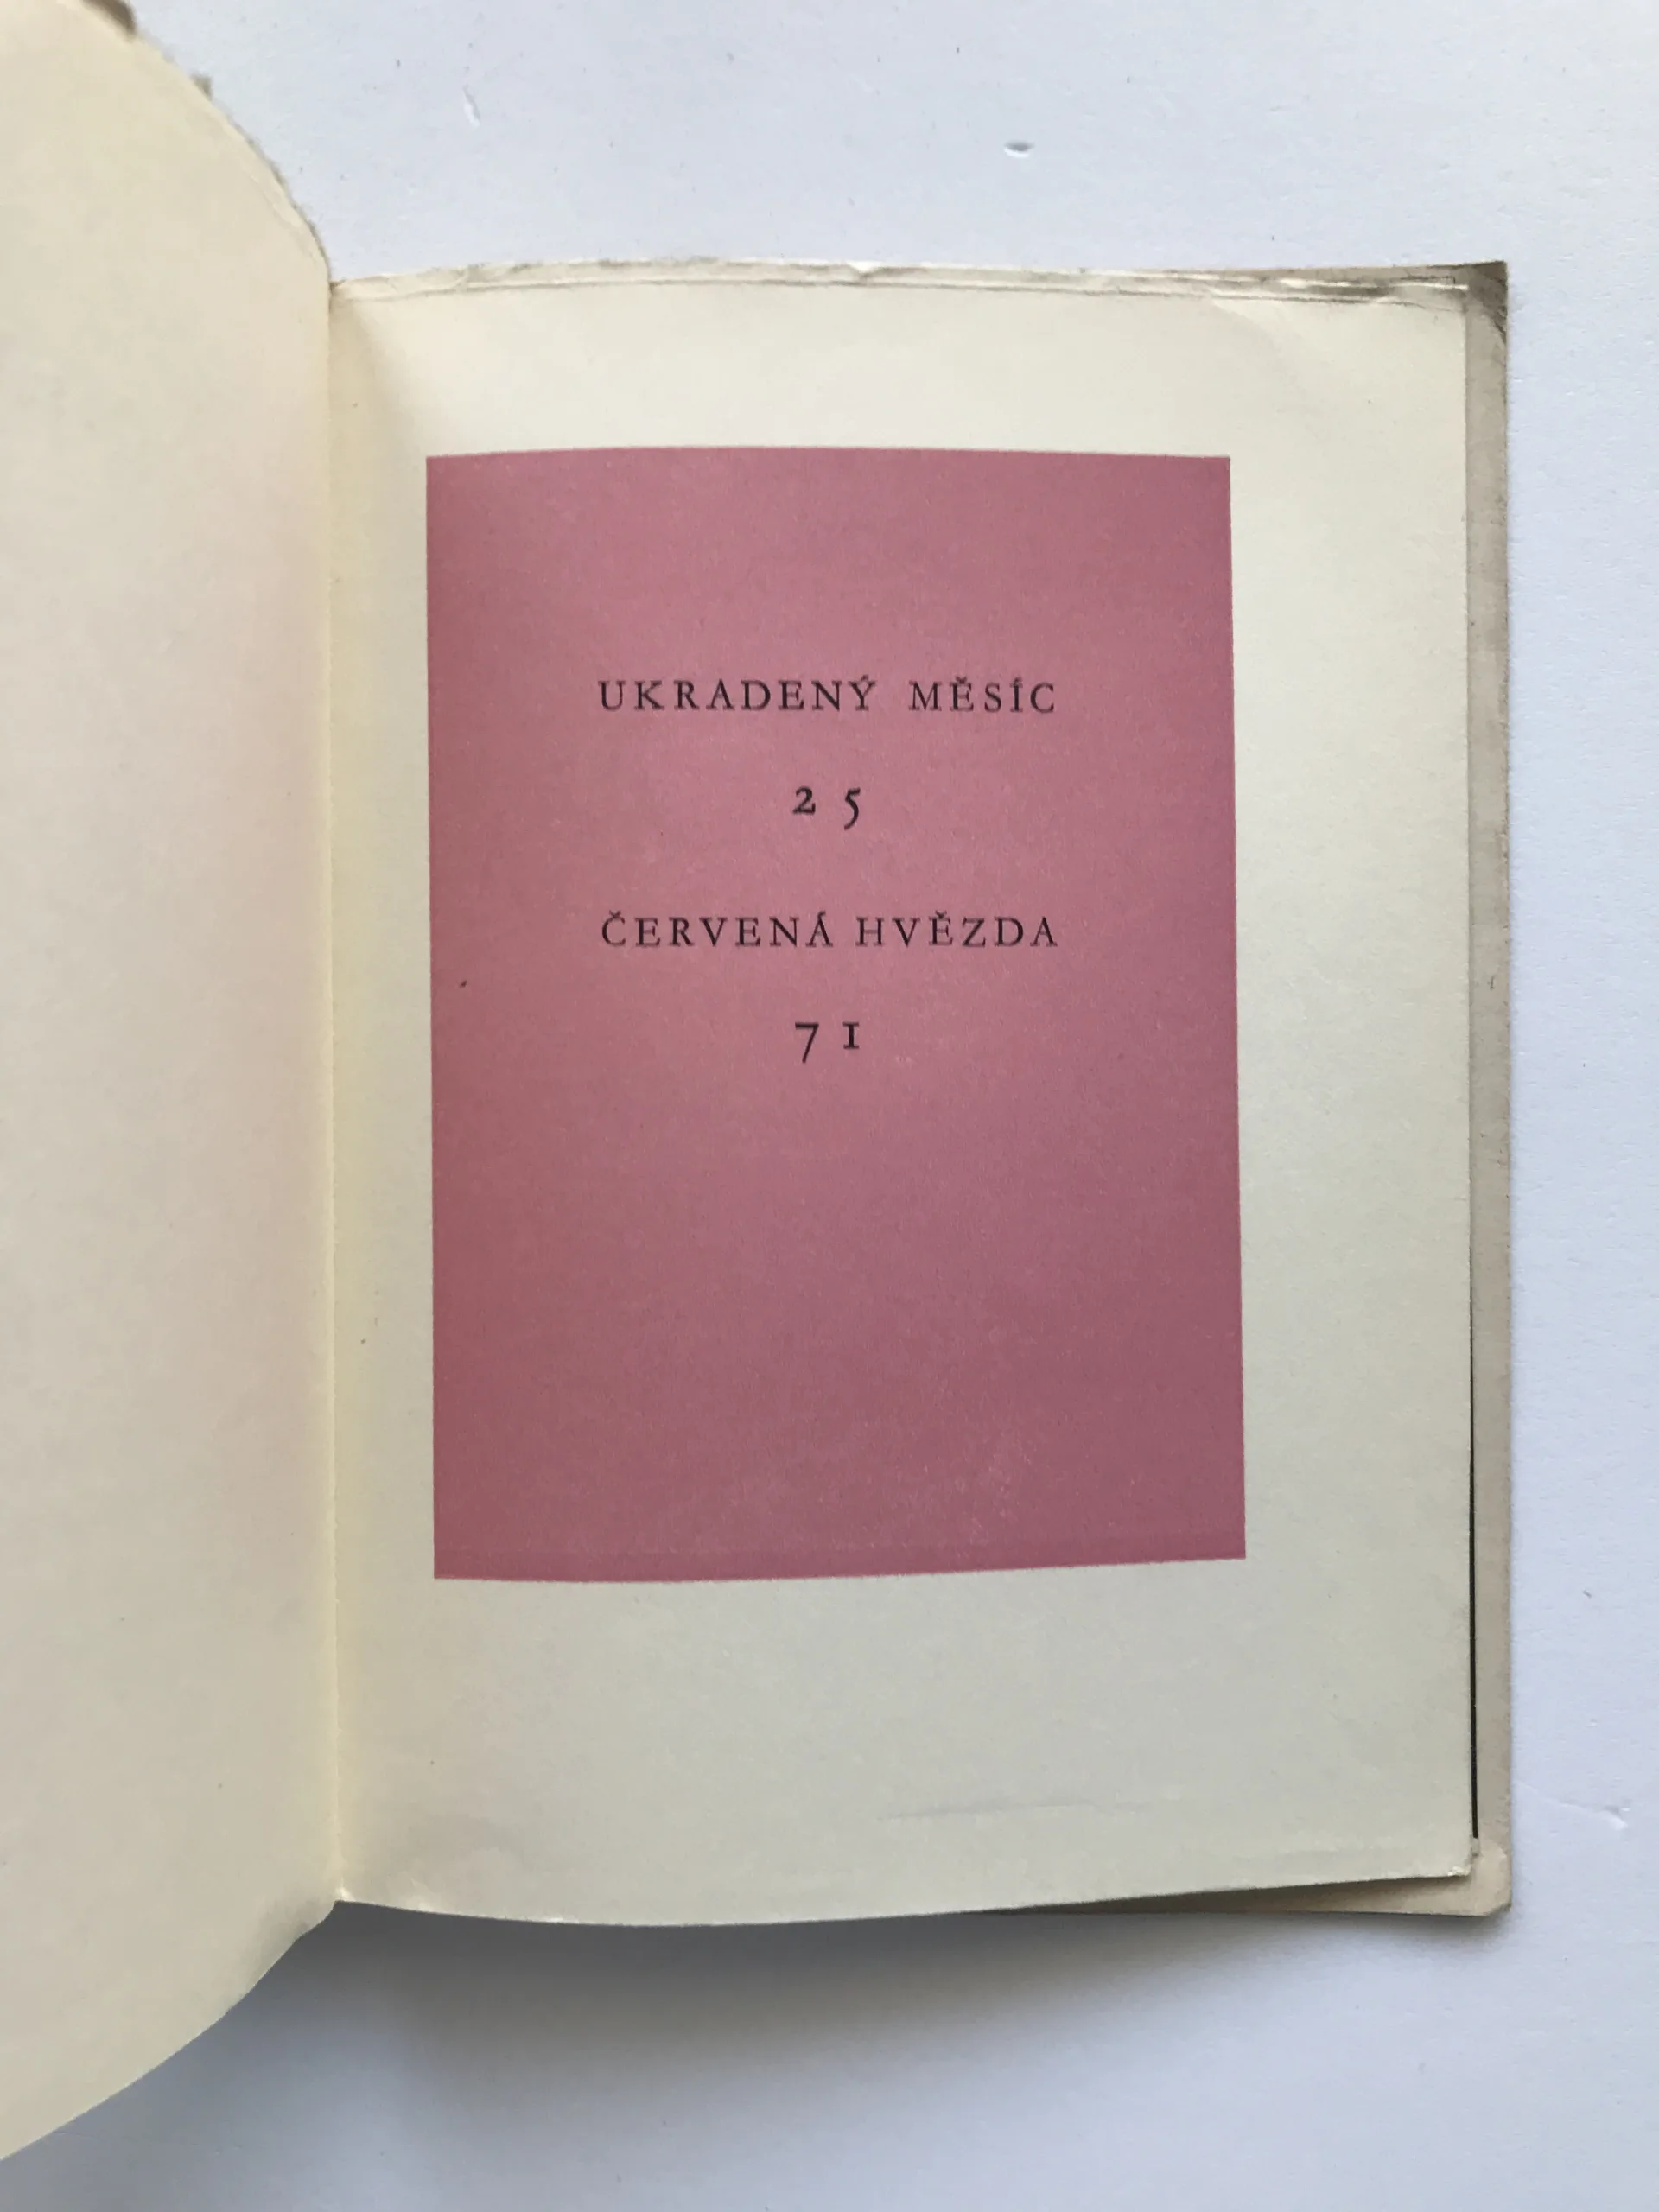 UKRADENÝ MĚSÍC
25
ČERVENÁ HVĚZDA
71